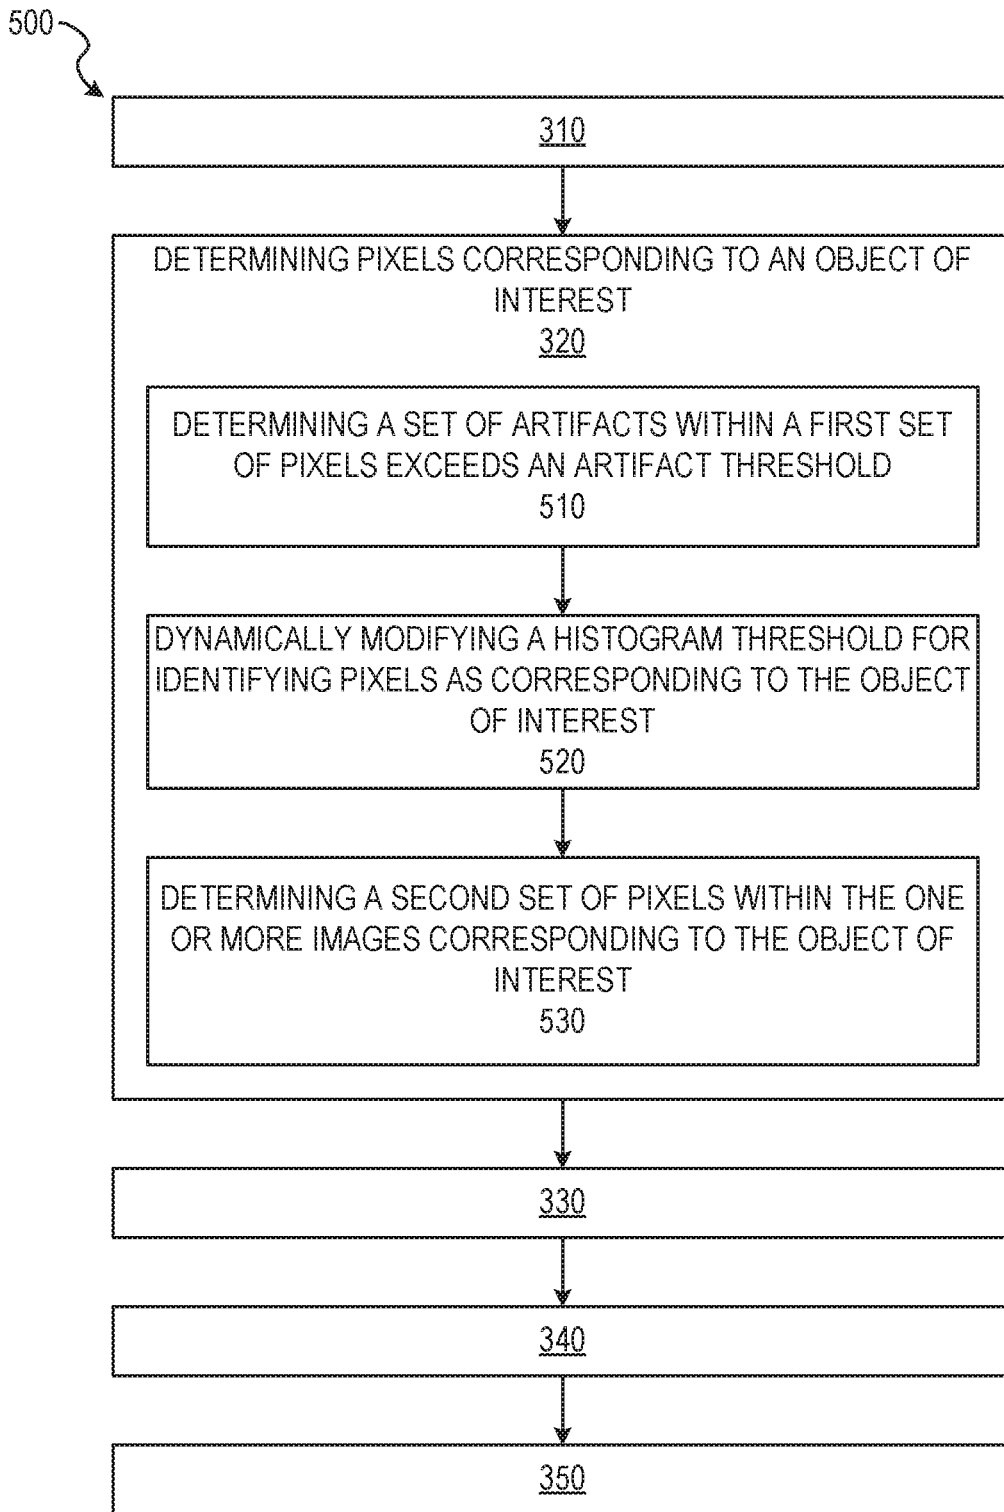 500
310
DETERMINING PIXELS CORRESPONDING TO AN OBJECT OF
INTEREST
320
DETERMINING A SET OF ARTIFACTS WITHIN A FIRST SET
OF PIXELS EXCEEDS AN ARTIFACT THRESHOLD
510
DYNAMICALLY MODIFYING A HISTOGRAM THRESHOLD FOR
IDENTIFYING PIXELS AS CORRESPONDING TO THE OBJECT
OF INTEREST
520
DETERMINING A SECOND SET OF PIXELS WITHIN THE ONE
OR MORE IMAGES CORRESPONDING TO THE OBJECT OF
INTEREST
530
330
340
350